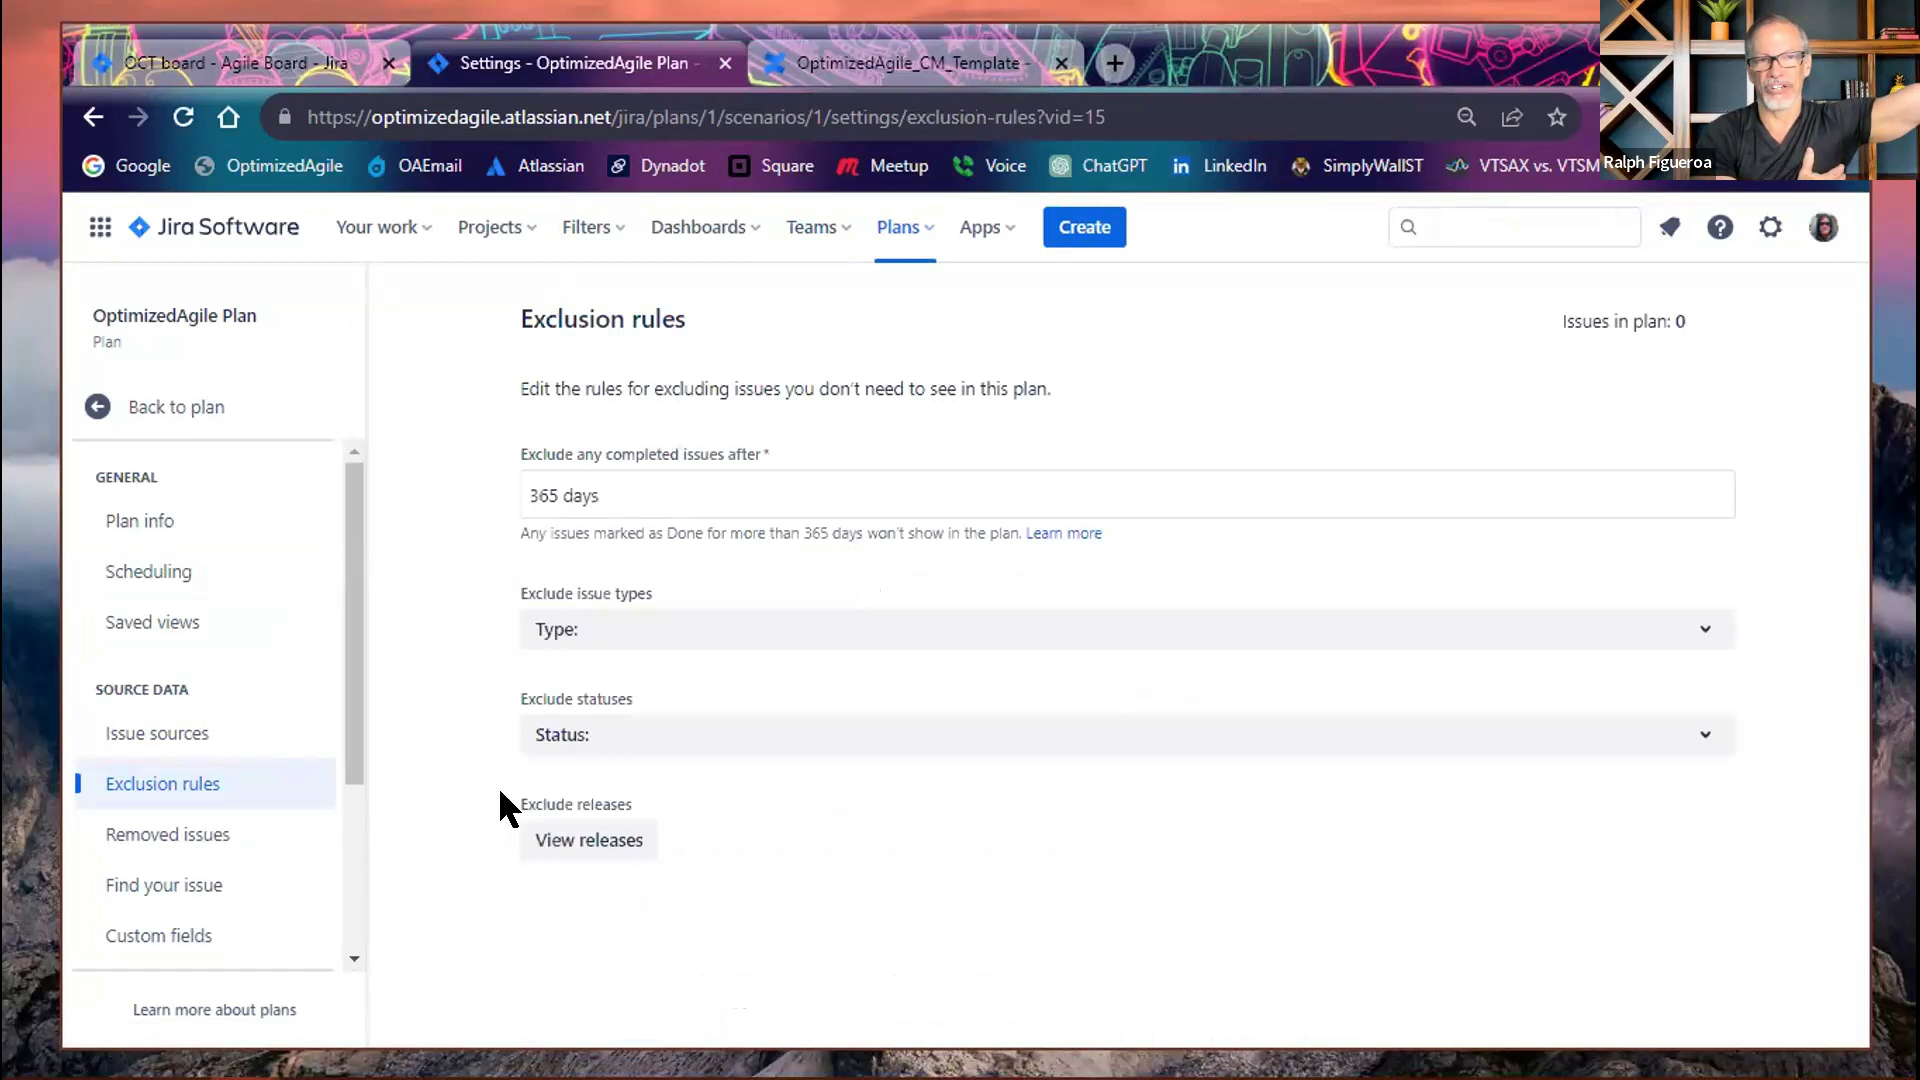 OCT board - Agile Board - Jira
Settings - OptimizedAgile Plan -
OptimizedAgile_CM_Template -
https://optimizedagile.atlassian.net/jira/plans/1/scenarios/1/settings/exclusion-rules?vid=15
Google
OptimizedAgile
OAEmail
Atlassian
Dynadot
Square
Meetup
Voice
ChatGPT
LinkedIn
SimplyWallST
VTSAX vs. VTSM
Ralph Figueroa
Jira Software
Your work
Projects
Filters
Dashboards
Teams
Plans
Apps
Create
OptimizedAgile Plan
Plan
Back to plan
GENERAL
Plan info
Scheduling
Saved views
SOURCE DATA
Issue sources
Exclusion rules
Removed issues
Find your issue
Custom fields
Learn more about plans
Exclusion rules
Issues in plan: 0
Edit the rules for excluding issues you don't need to see in this plan.
Exclude any completed issues after*
365 days
Any issues marked as Done for more than 365 days won't show in the plan. Learn more
Exclude issue types
Type:
Exclude statuses
Status:
Exclude releases
View releases